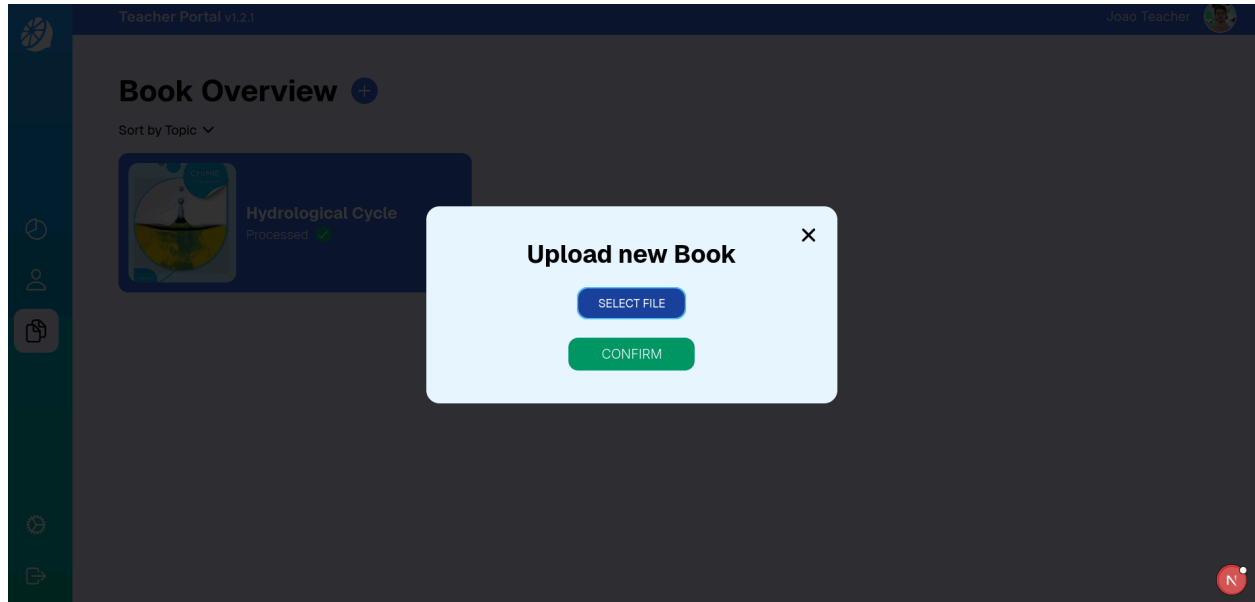 Teacher Portal v1.2.1
Joao Teacher
Book Overview
Sort by Topic
Hydrological Cycle
Processed
Upload new Book
SELECT FILE
CONFIRM
N